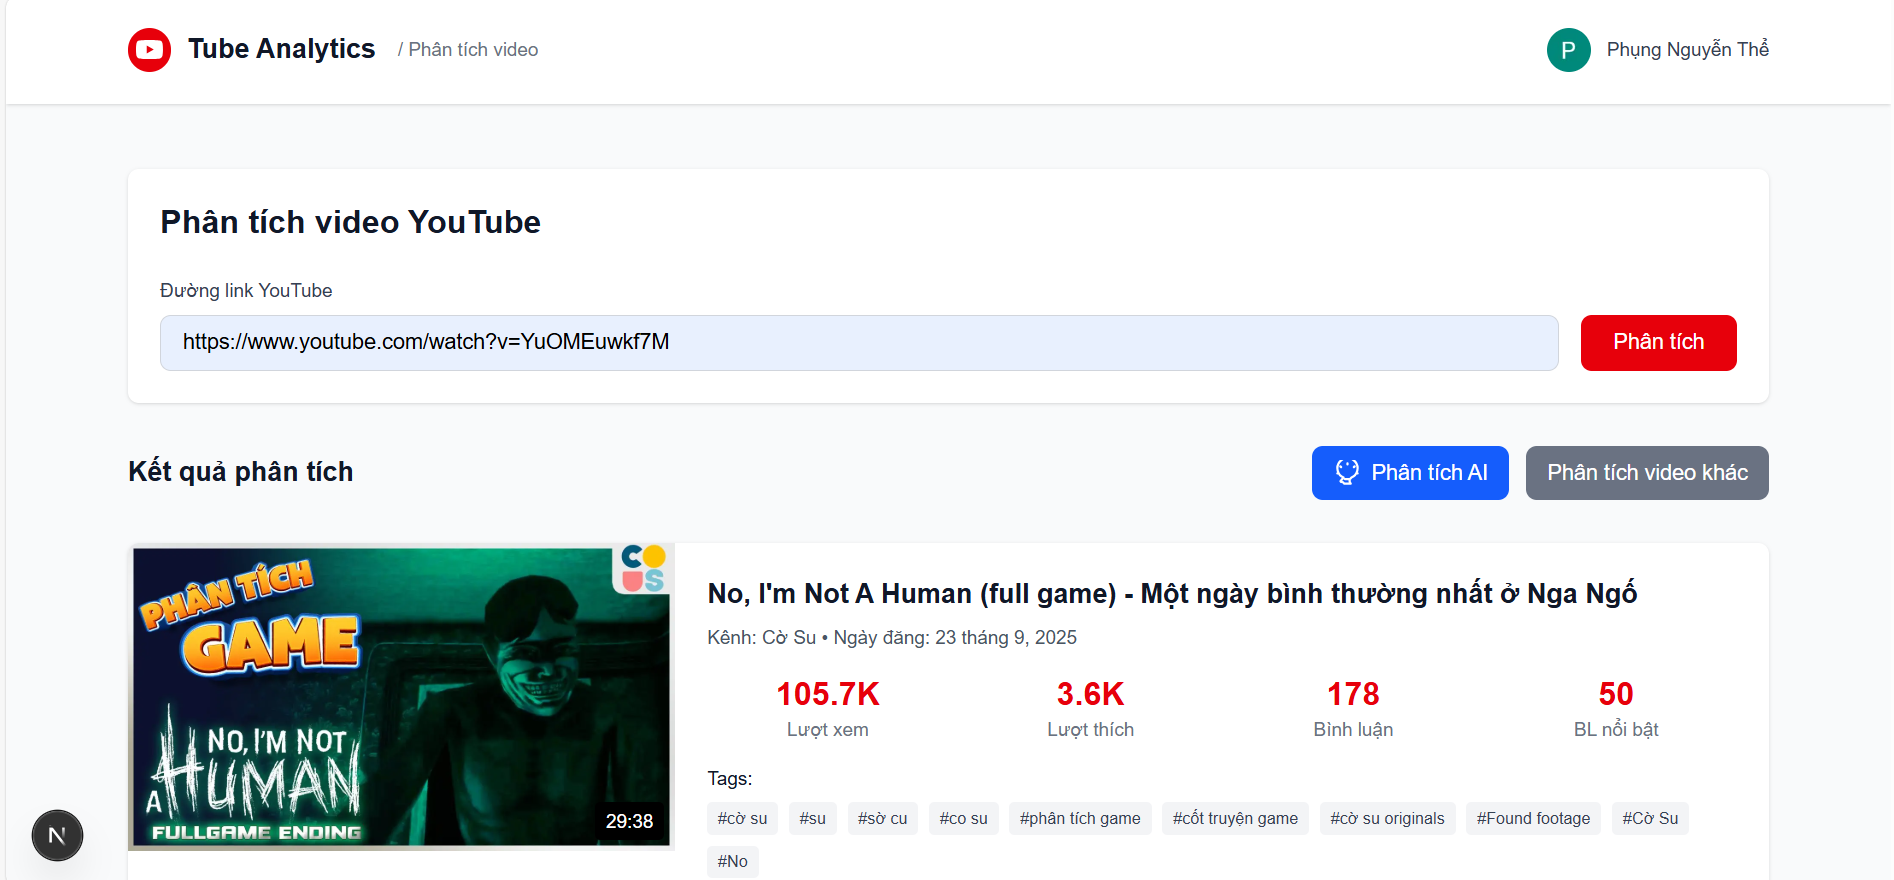 Tube Analytics / Phân tích video
P Phụng Nguyễn Thể
Phân tích video YouTube
Đường link YouTube
https://www.youtube.com/watch?v=YuOMEuwkf7M
Phân tích
Kết quả phân tích
Phân tích AI
Phân tích video khác
PHÂN TÍCH
GAME
COUS
NO, I'M NOT
A HUMAN
FULLGAME ENDING
29:38
No, I'm Not A Human (full game) - Một ngày bình thường nhất ở Nga Ngố
Kênh: Cờ Su • Ngày đăng: 23 tháng 9, 2025
105.7K 3.6K 178 50
Lượt xem Lượt thích Bình luận BL nổi bật
Tags:
#cờ su #su #sờ cu #co su #phân tích game #cốt truyện game #cờ su originals #Found footage #Cờ Su
#No
N